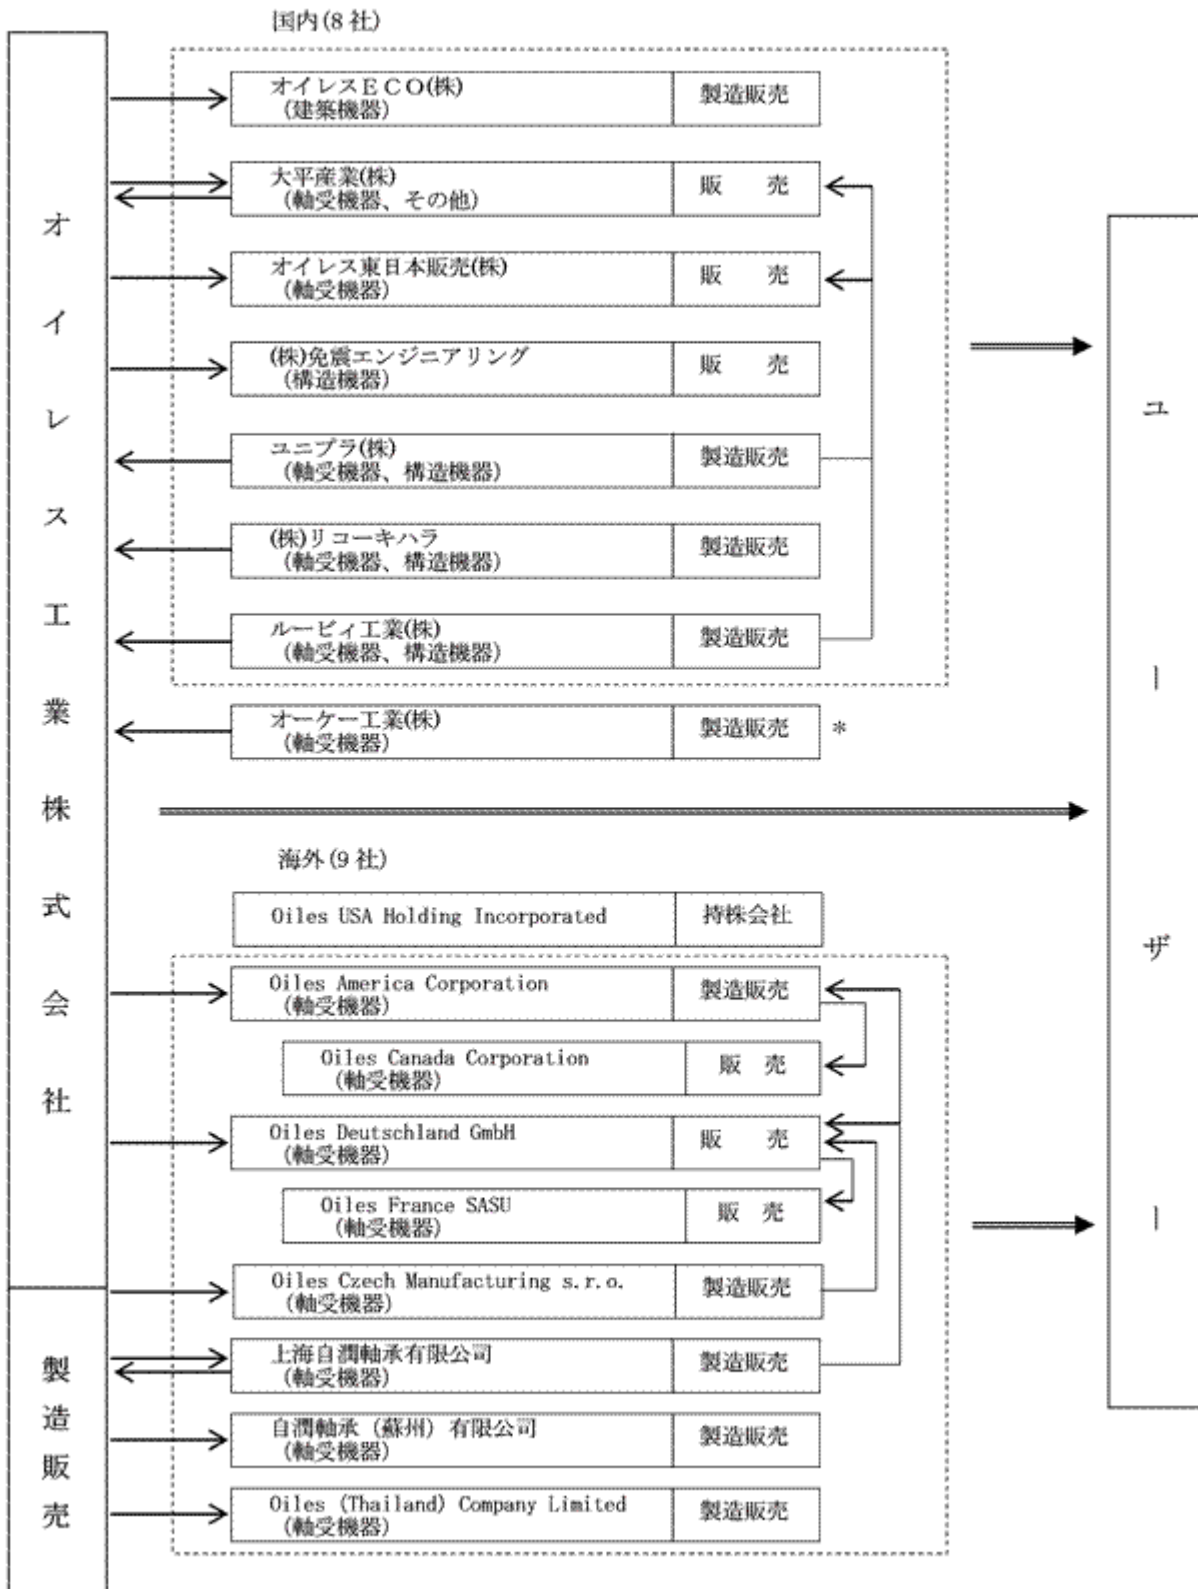 国内(8 社)
オイレス工業株式会社
製造販売
オイレスECO(株)
(建築機器)
製造販売
大平産業(株)
(軸受機器、その他)
販　売
オイレス東日本販売(株)
(軸受機器)
販　売
(株)免震エンジニアリング
(構造機器)
販　売
ユニプラ(株)
(軸受機器、構造機器)
製造販売
(株)リコーキハラ
(軸受機器、構造機器)
製造販売
ルービィ工業(株)
(軸受機器、構造機器)
製造販売
オーケー工業(株)
(軸受機器)
製造販売
*
海外(9 社)
Oiles USA Holding Incorporated
持株会社
Oiles America Corporation
(軸受機器)
製造販売
Oiles Canada Corporation
(軸受機器)
販　売
Oiles Deutschland GmbH
(軸受機器)
販　売
Oiles France SASU
(軸受機器)
販　売
Oiles Czech Manufacturing s.r.o.
(軸受機器)
製造販売
上海自潤軸承有限公司
(軸受機器)
製造販売
自潤軸承（蘇州）有限公司
(軸受機器)
製造販売
Oiles (Thailand) Company Limited
(軸受機器)
製造販売
ユーザー